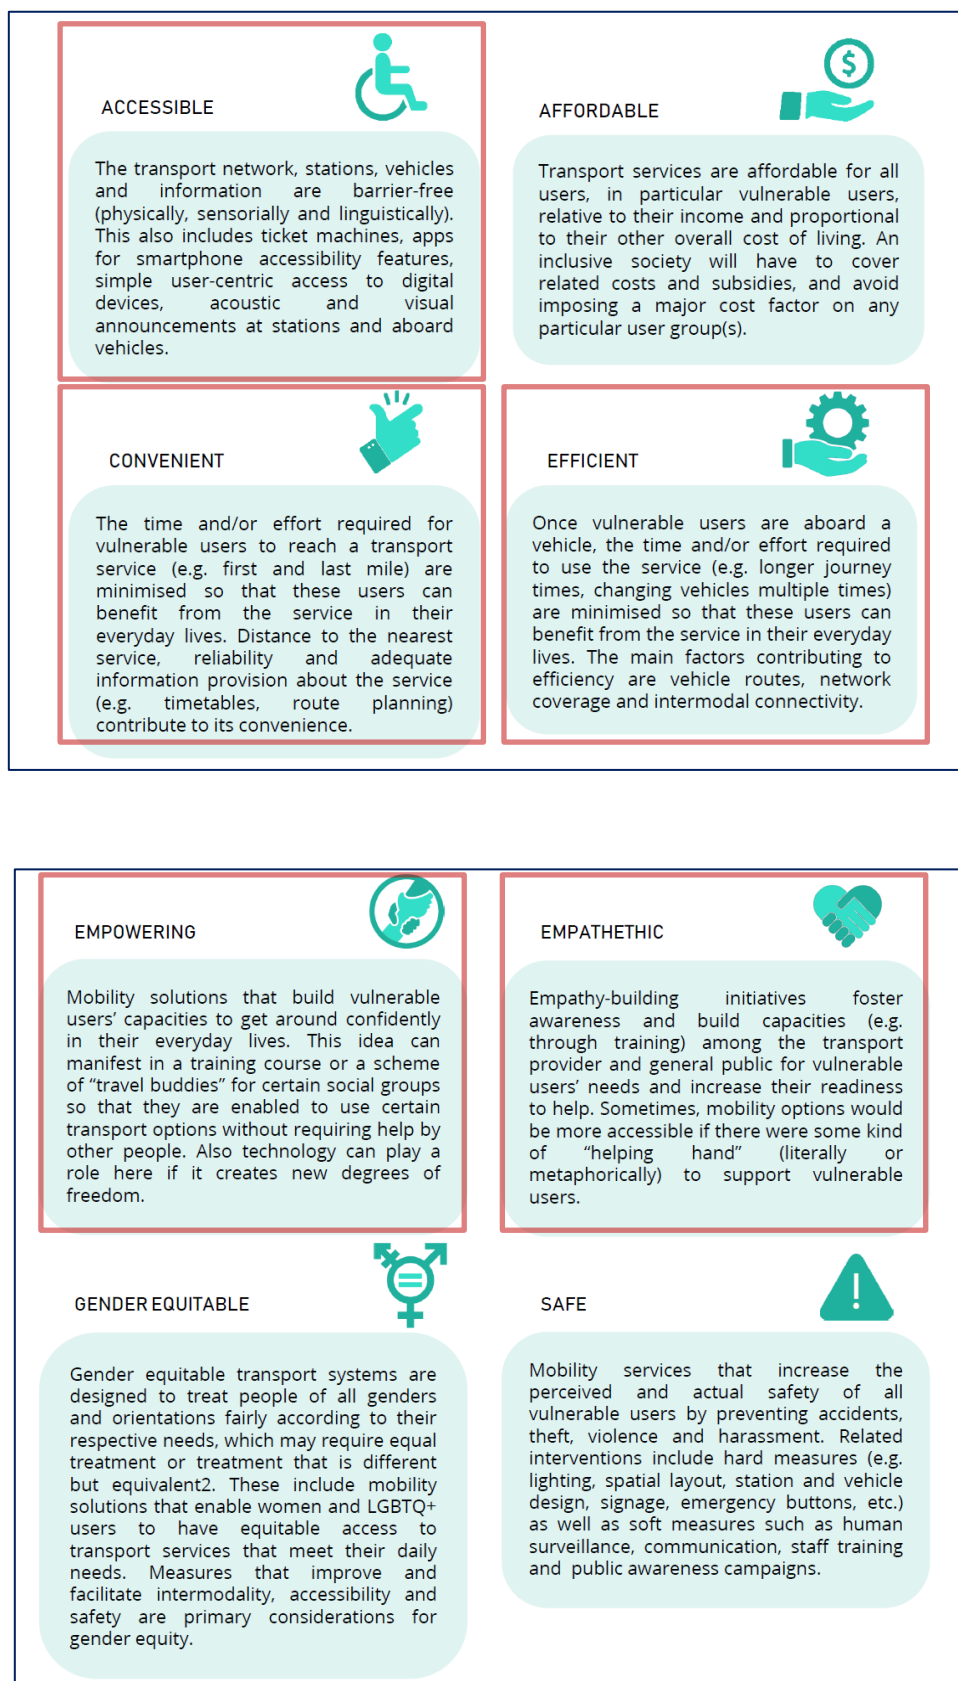 ACCESSIBLE
The transport network, stations, vehicles
and information are barrier-free
(physically, sensorially and linguistically).
This also includes ticket machines, apps
for smartphone accessibility features,
simple user-centric access to digital
devices, acoustic and visual
announcements at stations and aboard
vehicles.
$
AFFORDABLE
Transport services are affordable for all
users, in particular vulnerable users,
relative to their income and proportional
to their other overall cost of living. An
inclusive society will have to cover
related costs and subsidies, and avoid
imposing a major cost factor on any
particular user group(s).
CONVENIENT
The time and/or effort required for
vulnerable users to reach a transport
service (e.g. first and last mile) are
minimised so that these users can
benefit from the service in their
everyday lives. Distance to the nearest
service, reliability and adequate
information provision about the service
(e.g. timetables, route planning)
contribute to its convenience.
EFFICIENT
Once vulnerable users are aboard a
vehicle, the time and/or effort required
to use the service (e.g. longer journey
times, changing vehicles multiple times)
are minimised so that these users can
benefit from the service in their everyday
lives. The main factors contributing to
efficiency are vehicle routes, network
coverage and intermodal connectivity.
EMPOWERING
Mobility solutions that build vulnerable
users’ capacities to get around confidently
in their everyday lives. This idea can
manifest in a training course or a scheme
of “travel buddies” for certain social groups
so that they are enabled to use certain
transport options without requiring help by
other people. Also technology can play a
role here if it creates new degrees of
freedom.
EMPATHETHIC
Empathy-building initiatives foster
awareness and build capacities (e.g.
through training) among the transport
provider and general public for vulnerable
users’ needs and increase their readiness
to help. Sometimes, mobility options would
be more accessible if there were some kind
of “helping hand” (literally or
metaphorically) to support vulnerable
users.
GENDER EQUITABLE
Gender equitable transport systems are
designed to treat people of all genders
and orientations fairly according to their
respective needs, which may require equal
treatment or treatment that is different
but equivalent2. These include mobility
solutions that enable women and LGBTQ+
users to have equitable access to
transport services that meet their daily
needs. Measures that improve and
facilitate intermodality, accessibility and
safety are primary considerations for
gender equity.
!
SAFE
Mobility services that increase the
perceived and actual safety of all
vulnerable users by preventing accidents,
theft, violence and harassment. Related
interventions include hard measures (e.g.
lighting, spatial layout, station and vehicle
design, signage, emergency buttons, etc.)
as well as soft measures such as human
surveillance, communication, staff training
and public awareness campaigns.